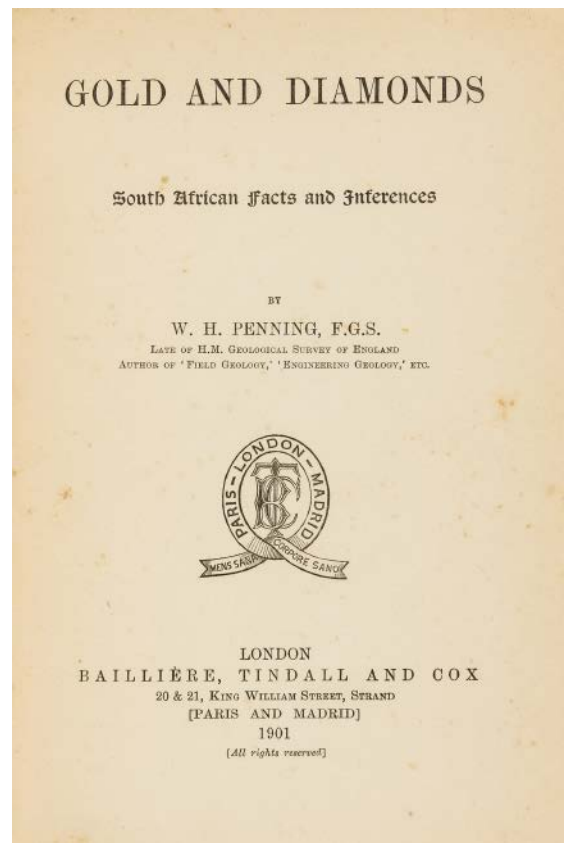 GOLD AND DIAMONDS
South African Facts and Inferences
BY
W. H. PENNING, F.G.S.
LATE OF H.M. GEOLOGICAL SURVEY OF ENGLAND
AUTHOR OF 'FIELD GEOLOGY,' 'ENGINEERING GEOLOGY,' ETC.
PARIS – LONDON – MADRID
BTC
MENS SANA
CORPORE SANO
LONDON
BAILLIÈRE, TINDALL AND COX
20 & 21, KING WILLIAM STREET, STRAND
[PARIS AND MADRID]
1901
[All rights reserved]